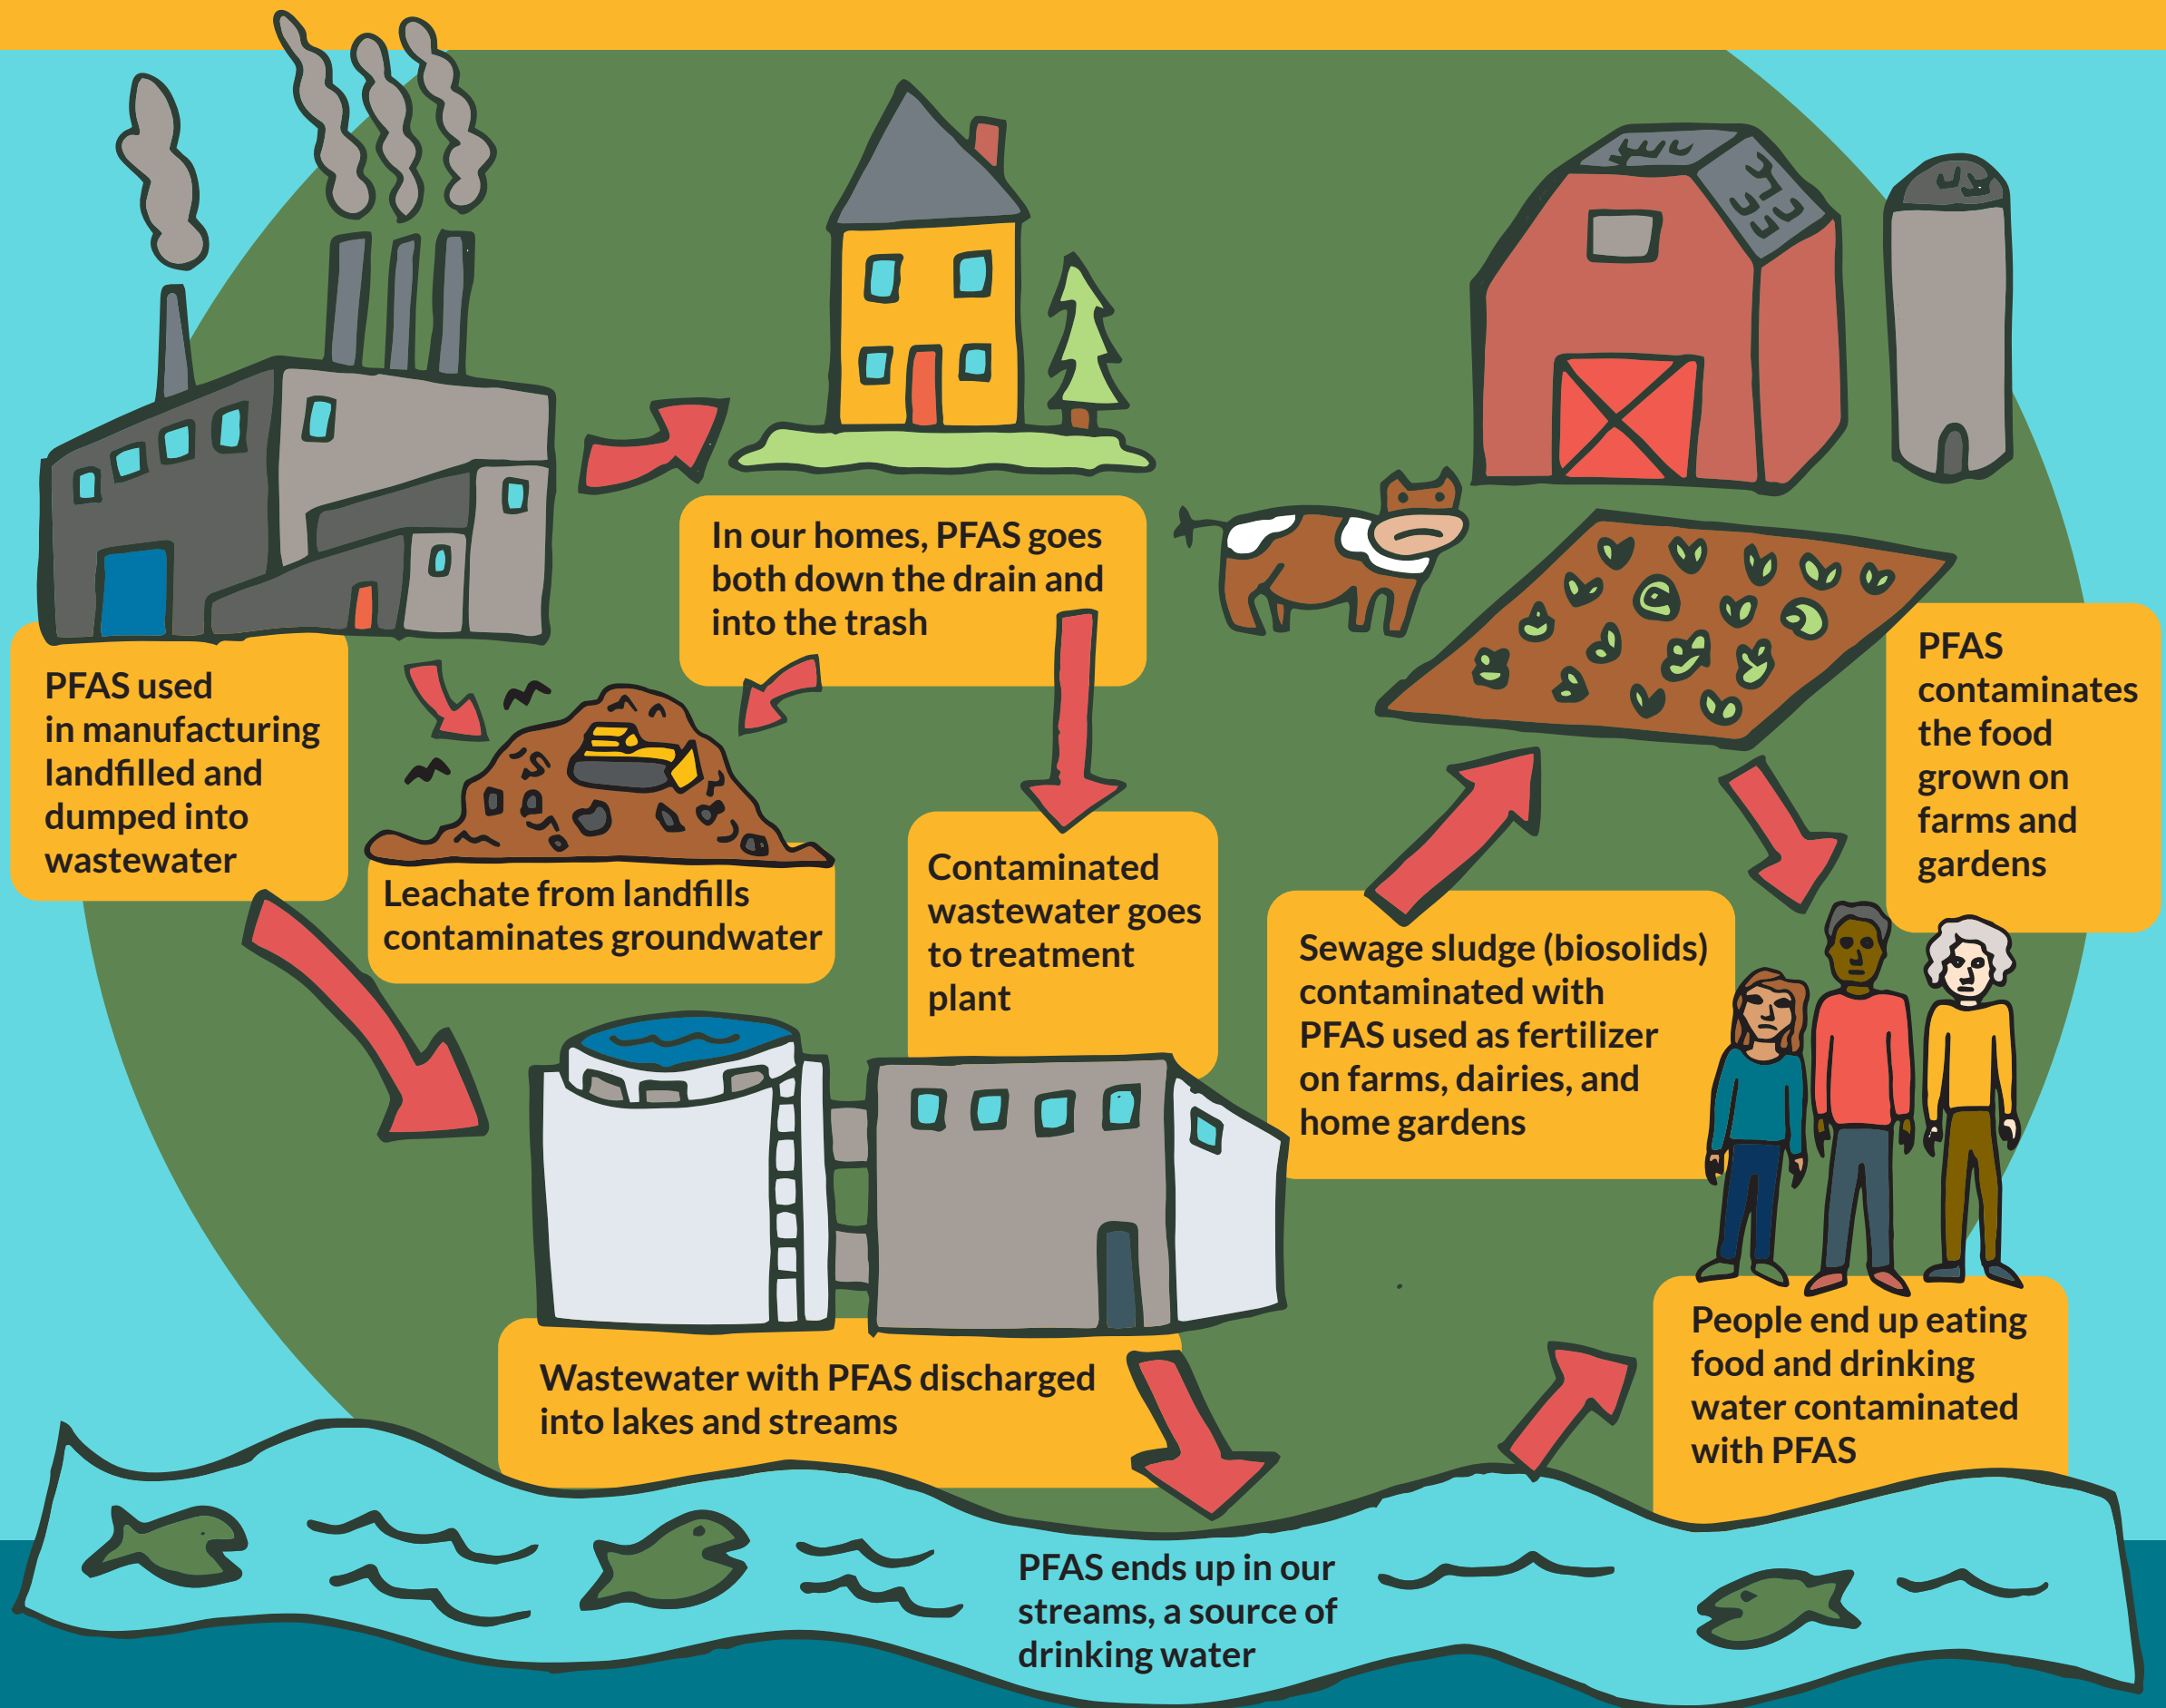 In our homes, PFAS goes
both down the drain and
into the trash
PFAS used
in manufacturing
landfilled and
dumped into
wastewater
Leachate from landfills
contaminates groundwater
Contaminated
wastewater goes
to treatment
plant
Sewage sludge (biosolids)
contaminated with
PFAS used as fertilizer
on farms, dairies, and
home gardens
PFAS
contaminates
the food
grown on
farms and
gardens
Wastewater with PFAS discharged
into lakes and streams
People end up eating
food and drinking
water contaminated
with PFAS
PFAS ends up in our
streams, a source of
drinking water